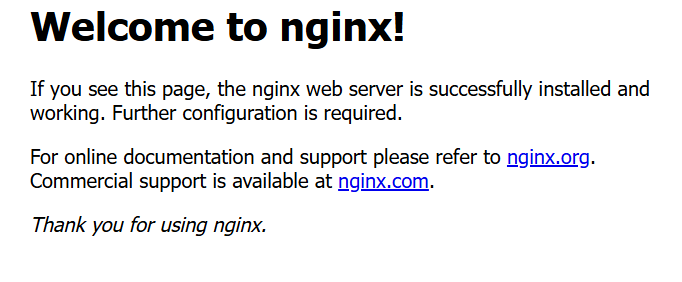 Welcome to nginx!
If you see this page, the nginx web server is successfully installed and
working. Further configuration is required.
For online documentation and support please refer to nginx.org.
Commercial support is available at nginx.com.
Thank you for using nginx.